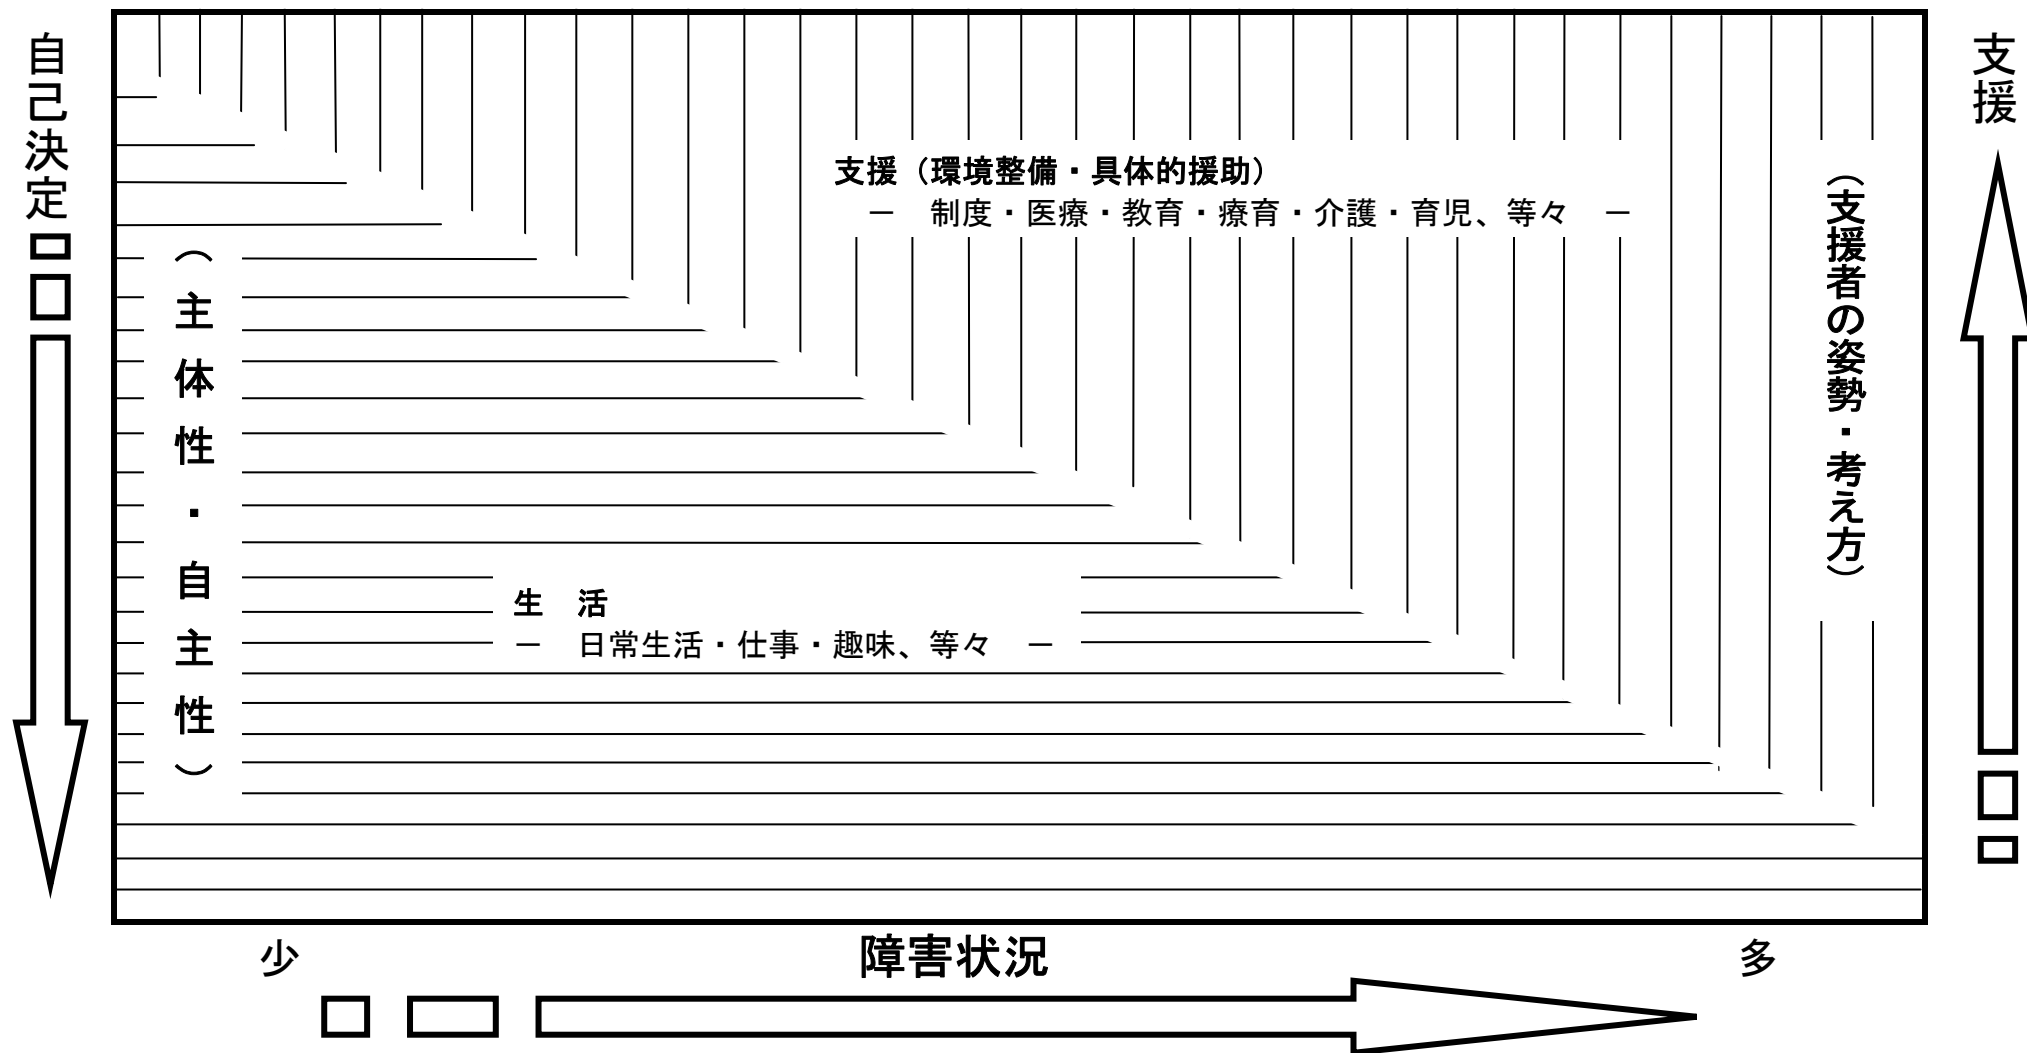 自己決定
支援
支援（環境整備・具体的援助）
－　制度・医療・教育・療育・介護・育児、等々　－
（主体性・自主性）
（支援者の姿勢・考え方）
生　活
－　日常生活・仕事・趣味、等々　－
少
障害状況
多